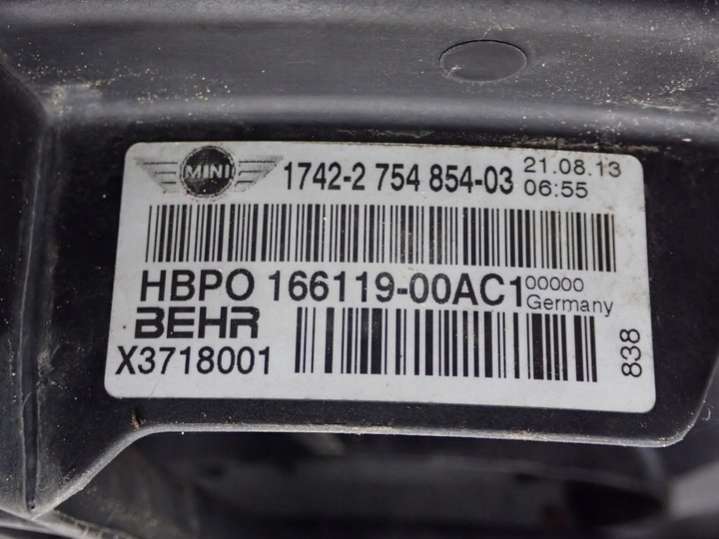 MINI 1742-2 754 854-03 21.08.13
06:55
HBPO 166119-00AC1 00000
Germany
BEHR
X3718001
838